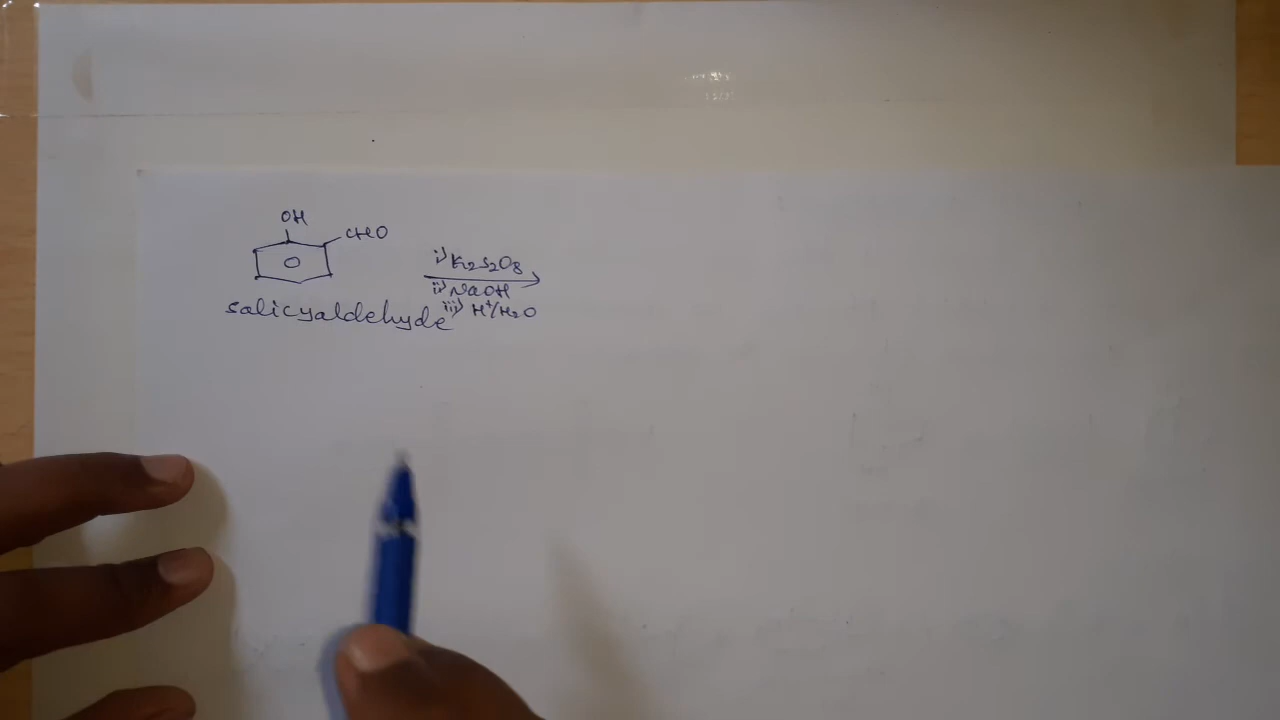 OH
CHO
i) K₂S₂O₈
ii) NaOH
iii) H⁺/H₂O
salicyaldehyde